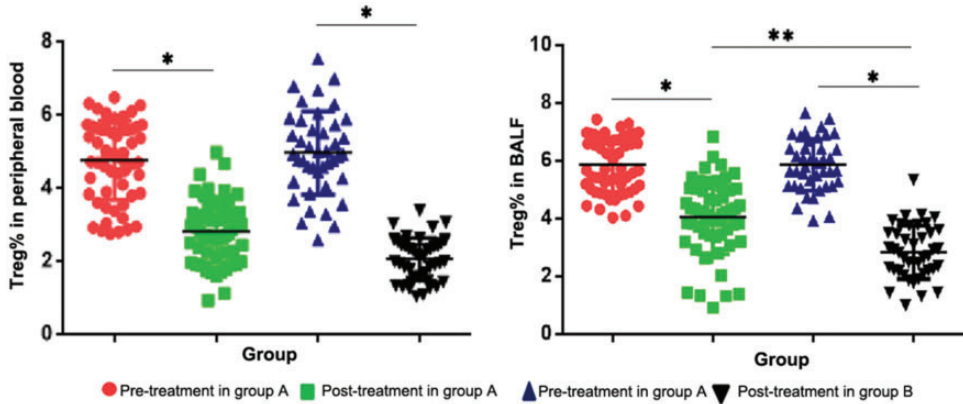 Treg% in peripheral blood
8
6
4
2
0
*
*
Group
Treg% in BALF
10
8
6
4
2
0
*
**
*
Group
Pre-treatment in group A
Post-treatment in group A
Pre-treatment in group A
Post-treatment in group B